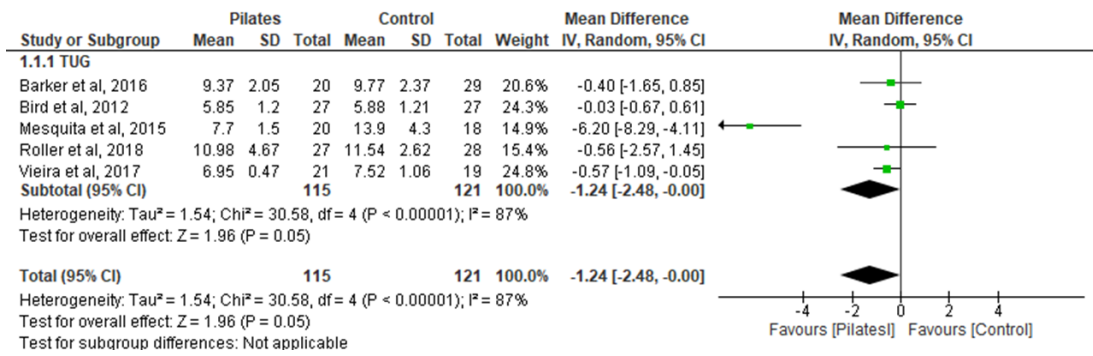 Pilates Control Mean Difference Mean Difference
Study or Subgroup Mean SD Total Mean SD Total Weight IV, Random, 95% CI IV, Random, 95% CI
1.1.1 TUG
Barker et al, 2016 9.37 2.05 20 9.77 2.37 29 20.6% -0.40 [-1.65, 0.85]
Bird et al, 2012 5.85 1.2 27 5.88 1.21 27 24.3% -0.03 [-0.67, 0.61]
Mesquita et al, 2015 7.7 1.5 20 13.9 4.3 18 14.9% -6.20 [-8.29, -4.11]
Roller et al, 2018 10.98 4.67 27 11.54 2.62 28 15.4% -0.56 [-2.57, 1.45]
Vieira et al, 2017 6.95 0.47 21 7.52 1.06 19 24.8% -0.57 [-1.09, -0.05]
Subtotal (95% CI) 115 121 100.0% -1.24 [-2.48, -0.00]
Heterogeneity: Tau² = 1.54; Chi² = 30.58, df = 4 (P < 0.00001); I² = 87%
Test for overall effect: Z = 1.96 (P = 0.05)
Total (95% CI) 115 121 100.0% -1.24 [-2.48, -0.00]
Heterogeneity: Tau² = 1.54; Chi² = 30.58, df = 4 (P < 0.00001); I² = 87%
Test for overall effect: Z = 1.96 (P = 0.05)
Test for subgroup differences: Not applicable
-4 -2 0 2 4
Favours [Pilatesl] Favours [Control]